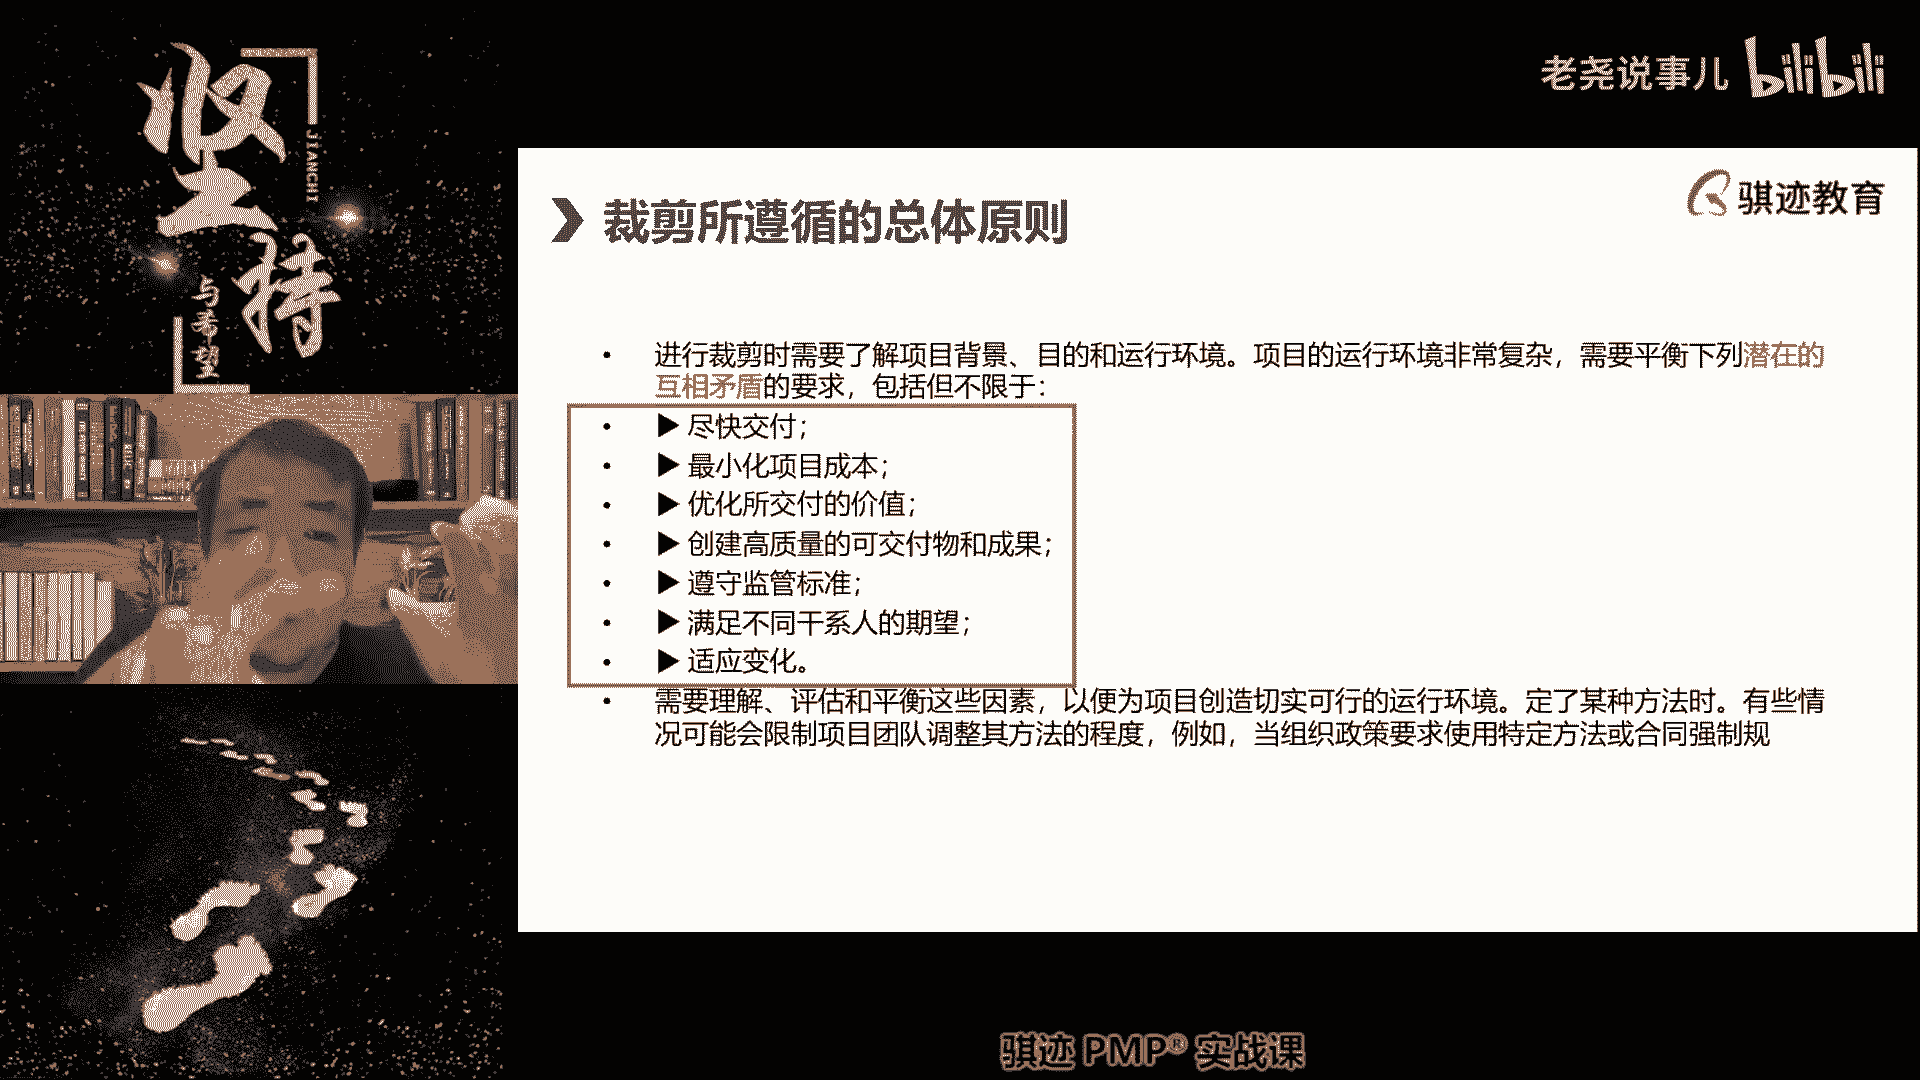 坚持
JIANCHI
与希望
老尧说事儿 bilibili
骐迹教育
裁剪所遵循的总体原则
• 进行裁剪时需要了解项目背景、目的和运行环境。项目的运行环境非常复杂，需要平衡下列潜在的
互相矛盾的要求，包括但不限于：
• ▶ 尽快交付；
• ▶ 最小化项目成本；
• ▶ 优化所交付的价值；
• ▶ 创建高质量的可交付物和成果；
• ▶ 遵守监管标准；
• ▶ 满足不同干系人的期望；
• ▶ 适应变化。
• 需要理解、评估和平衡这些因素，以便为项目创造切实可行的运行环境。定了某种方法时。有些情
况可能会限制项目团队调整其方法的程度，例如，当组织政策要求使用特定方法或合同强制规
骐迹 PMP® 实战课